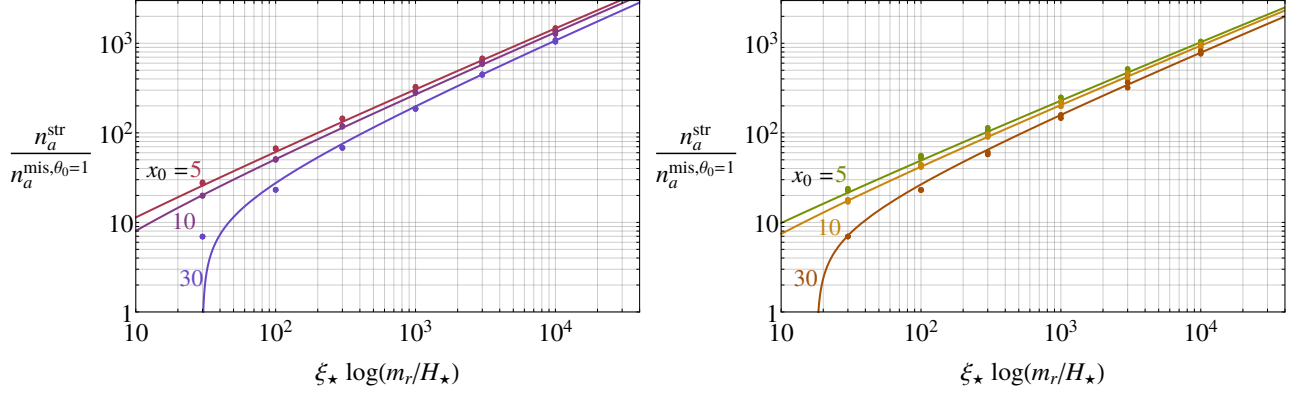 10³
10²
10
1
n_a^str
n_a^mis,θ₀=1
x₀ = 5
10
30
10 10² 10³ 10⁴
ξ⋆ log(m_r/H⋆)
10³
10²
10
1
n_a^str
n_a^mis,θ₀=1
x₀ = 5
10
30
10 10² 10³ 10⁴
ξ⋆ log(m_r/H⋆)